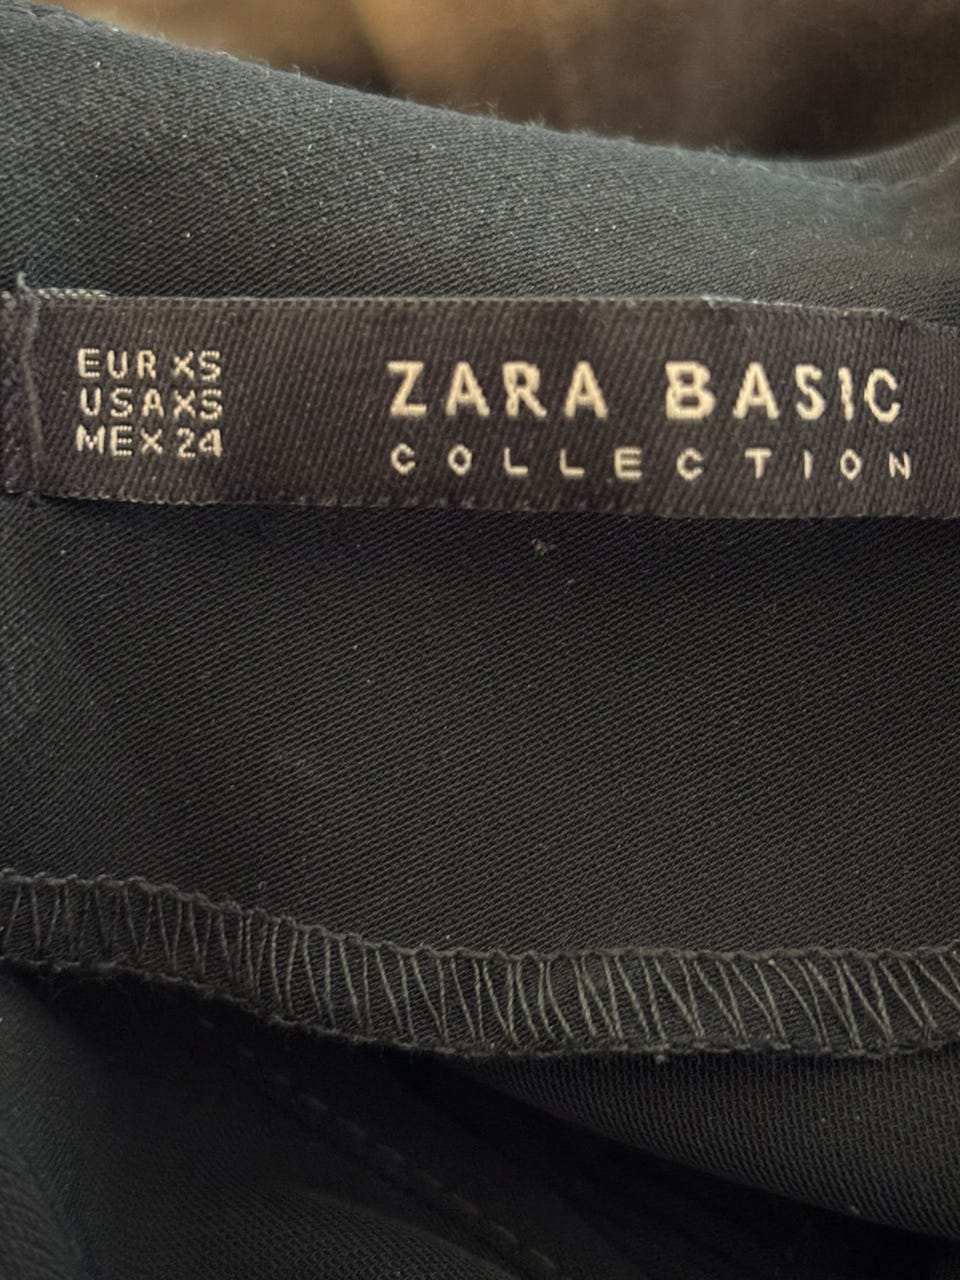 EUR XS
USA XS
MEX 24
ZARA BASIC
COLLECTION